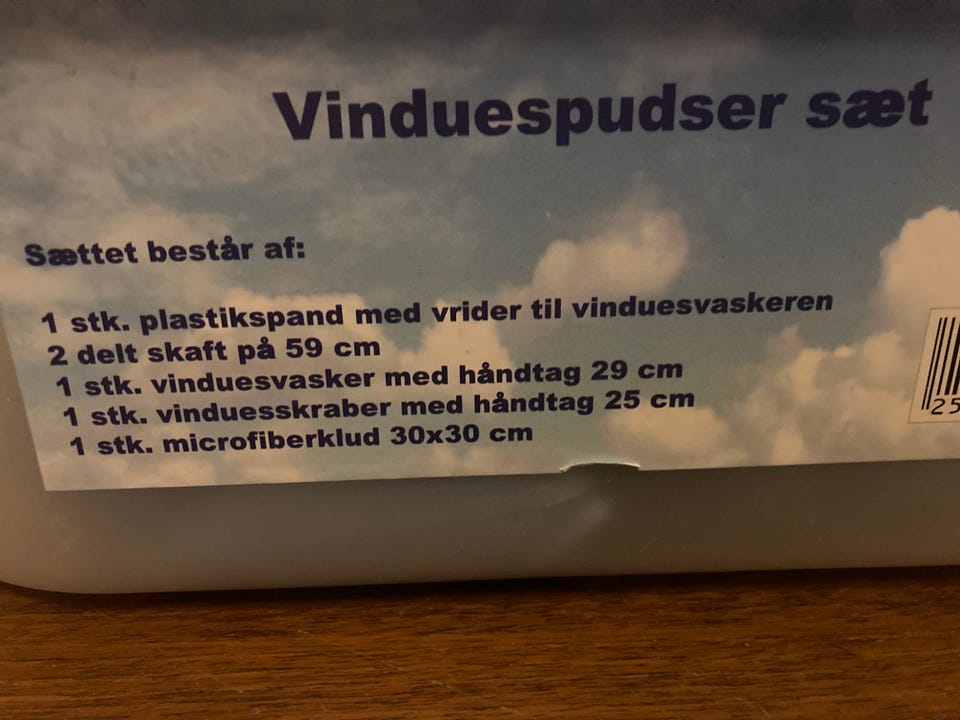 Vinduespudser sæt
Sættet består af:
1 stk. plastikspand med vrider til vinduesvaskeren
2 delt skaft på 59 cm
1 stk. vinduesvasker med håndtag 29 cm
1 stk. vinduesskraber med håndtag 25 cm
1 stk. microfiberklud 30x30 cm
25